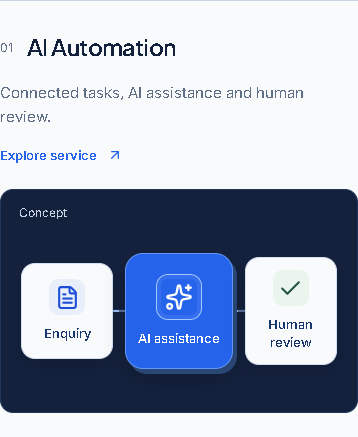 01 AI Automation
Connected tasks, AI assistance and human
review.
Explore service
Concept
Enquiry
AI assistance
Human
review